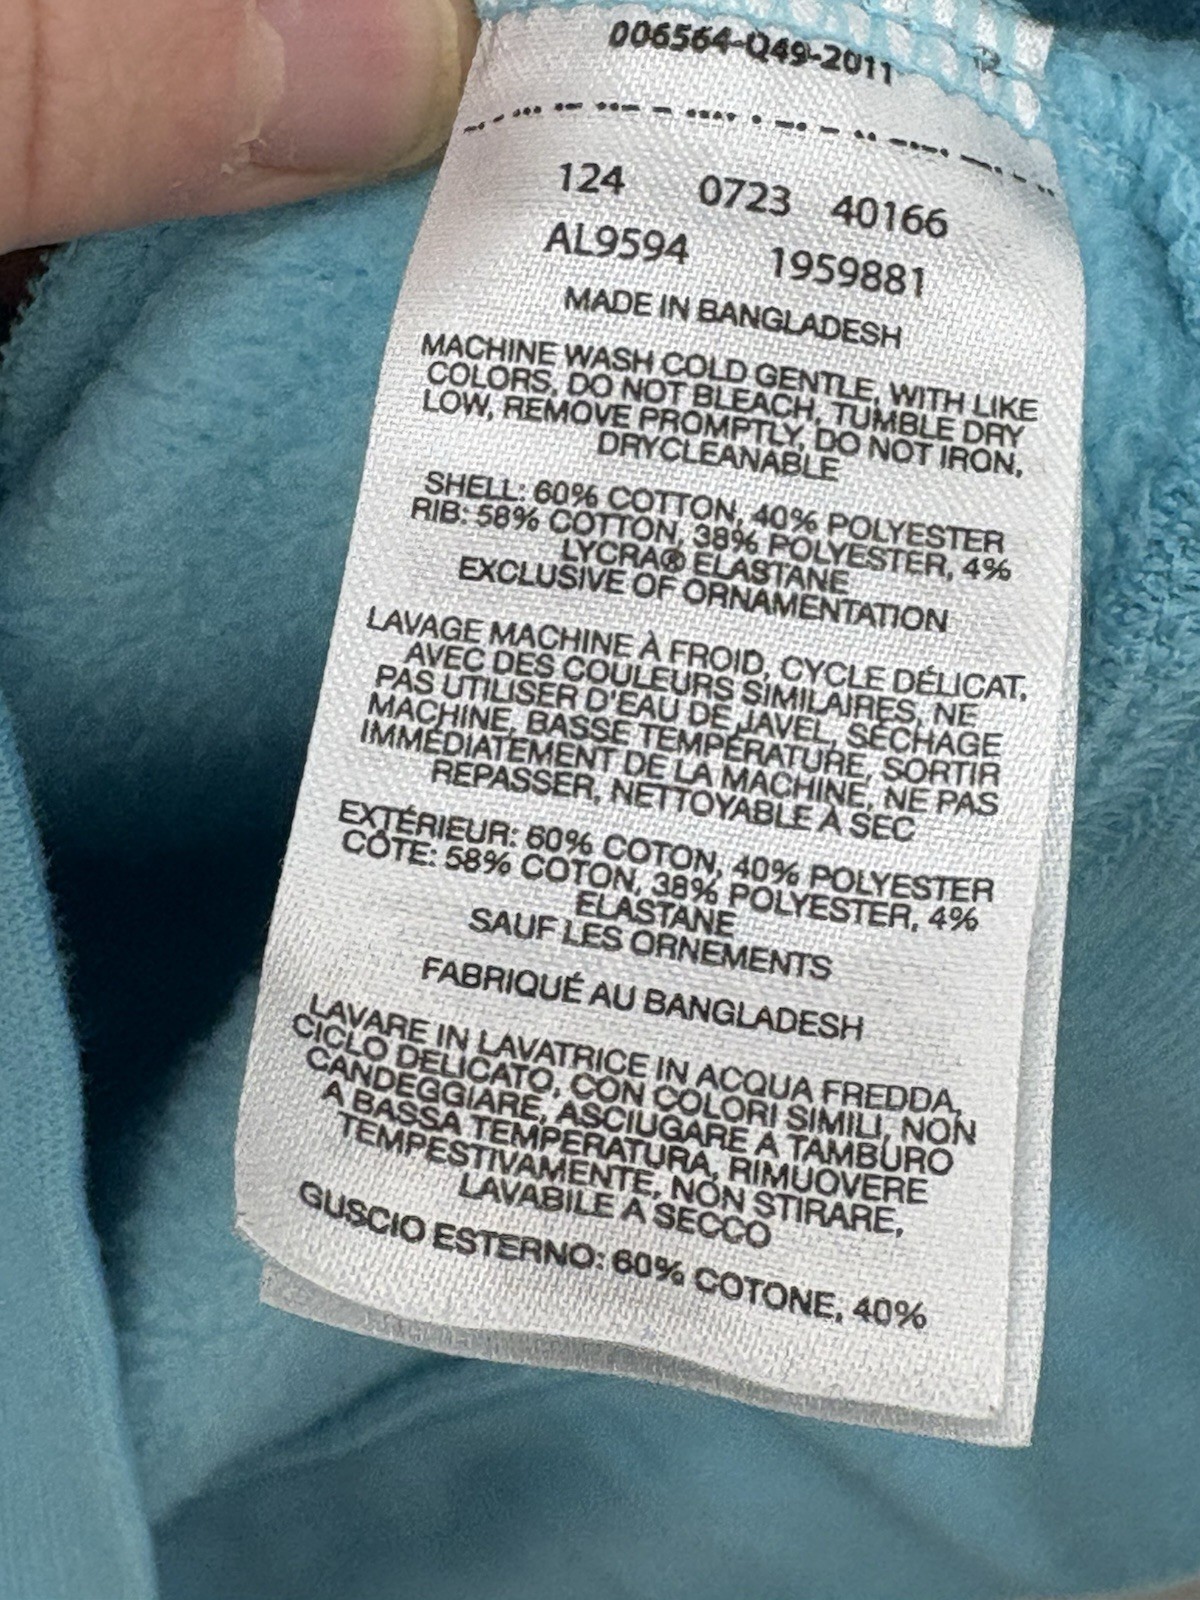 006564-Q49-2011
124 0723 40166
AL9594 1959881
MADE IN BANGLADESH
MACHINE WASH COLD GENTLE, WITH LIKE
COLORS, DO NOT BLEACH, TUMBLE DRY
LOW, REMOVE PROMPTLY, DO NOT IRON,
DRYCLEANABLE
SHELL: 60% COTTON, 40% POLYESTER
RIB: 58% COTTON, 38% POLYESTER, 4%
LYCRA® ELASTANE
EXCLUSIVE OF ORNAMENTATION
LAVAGE MACHINE À FROID, CYCLE DÉLICAT,
AVEC DES COULEURS SIMILAIRES, NE
PAS UTILISER D'EAU DE JAVEL, SÉCHAGE
MACHINE, BASSE TEMPÉRATURE, SORTIR
IMMÉDIATEMENT DE LA MACHINE, NE PAS
REPASSER, NETTOYABLE À SEC
EXTÉRIEUR: 60% COTON, 40% POLYESTER
CÔTE: 58% COTON, 38% POLYESTER, 4%
ELASTANE
SAUF LES ORNEMENTS
FABRIQUÉ AU BANGLADESH
LAVARE IN LAVATRICE IN ACQUA FREDDA,
CICLO DELICATO, CON COLORI SIMILI, NON
CANDEGGIARE, ASCIUGARE A TAMBURO
A BASSA TEMPERATURA, RIMUOVERE
TEMPESTIVAMENTE, NON STIRARE,
LAVABILE A SECCO
GUSCIO ESTERNO: 60% COTONE, 40%